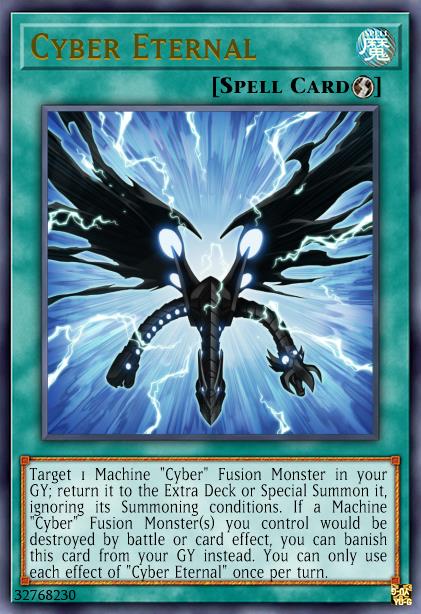 CYBER ETERNAL
SPELL
魔
[SPELL CARD]
Target 1 Machine "Cyber" Fusion Monster in your
GY; return it to the Extra Deck or Special Summon it,
ignoring its Summoning conditions. If a Machine
"Cyber" Fusion Monster(s) you control would be
destroyed by battle or card effect, you can banish
this card from your GY instead. You can only use
each effect of "Cyber Eternal" once per turn.
32768230